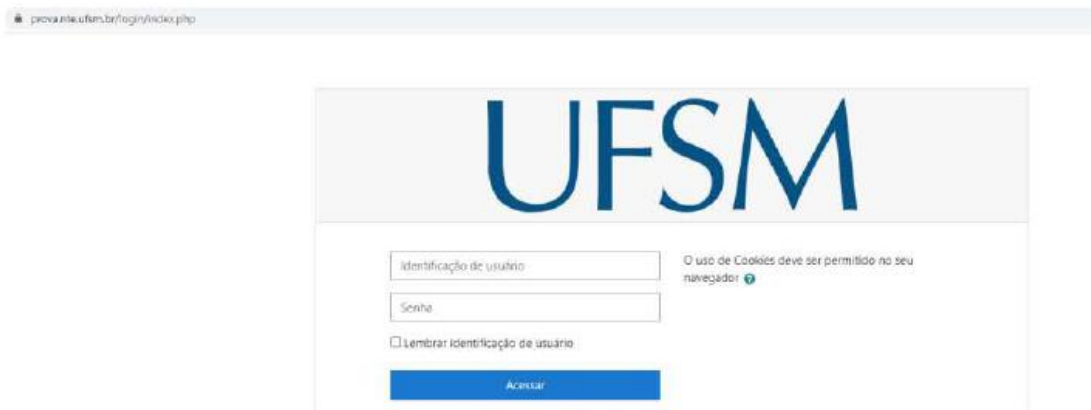 prova.nte.ufsm.br/login/index.php
UFSM
Identificação de usuário
O uso de Cookies deve ser permitido no seu
navegador
Senha
Lembrar identificação de usuário
Acessar